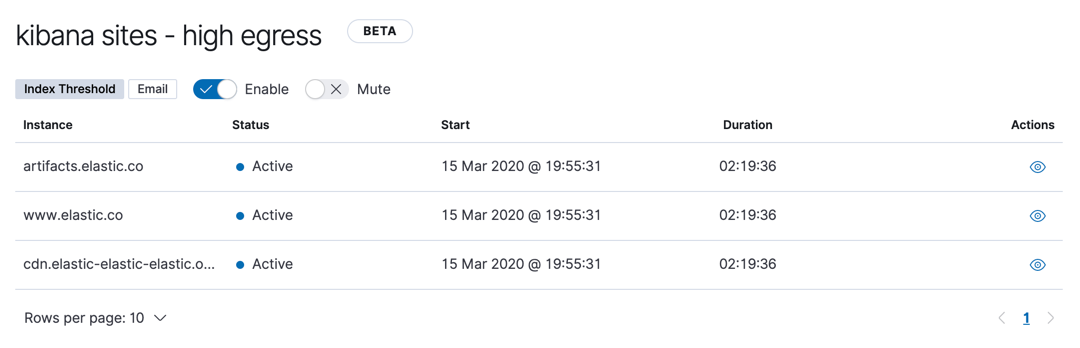 kibana sites - high egress BETA
Index Threshold Email Enable Mute
Instance Status Start Duration Actions
artifacts.elastic.co Active 15 Mar 2020 @ 19:55:31 02:19:36
www.elastic.co Active 15 Mar 2020 @ 19:55:31 02:19:36
cdn.elastic-elastic-elastic.o... Active 15 Mar 2020 @ 19:55:31 02:19:36
Rows per page: 10 1